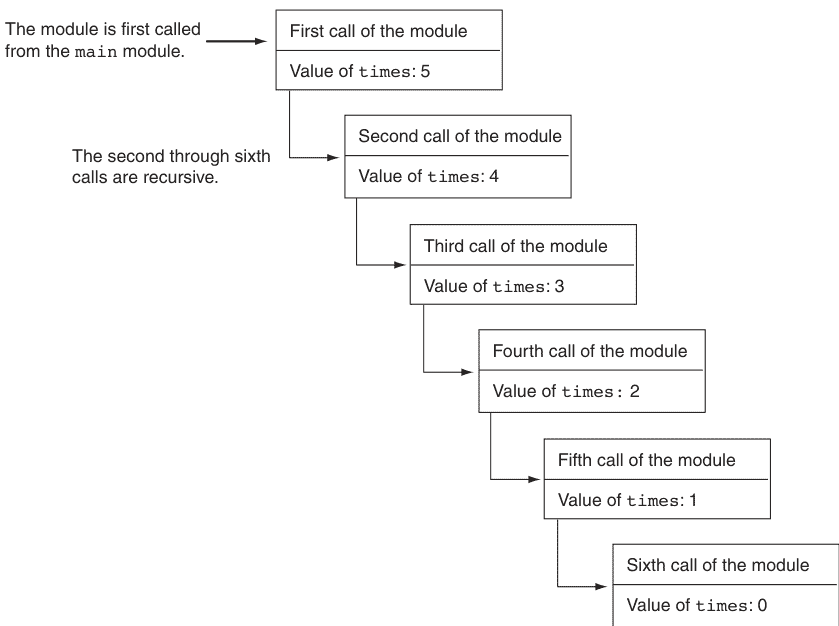 The module is first called
from the main module.
First call of the module
Value of times: 5
The second through sixth
calls are recursive.
Second call of the module
Value of times: 4
Third call of the module
Value of times: 3
Fourth call of the module
Value of times: 2
Fifth call of the module
Value of times: 1
Sixth call of the module
Value of times: 0